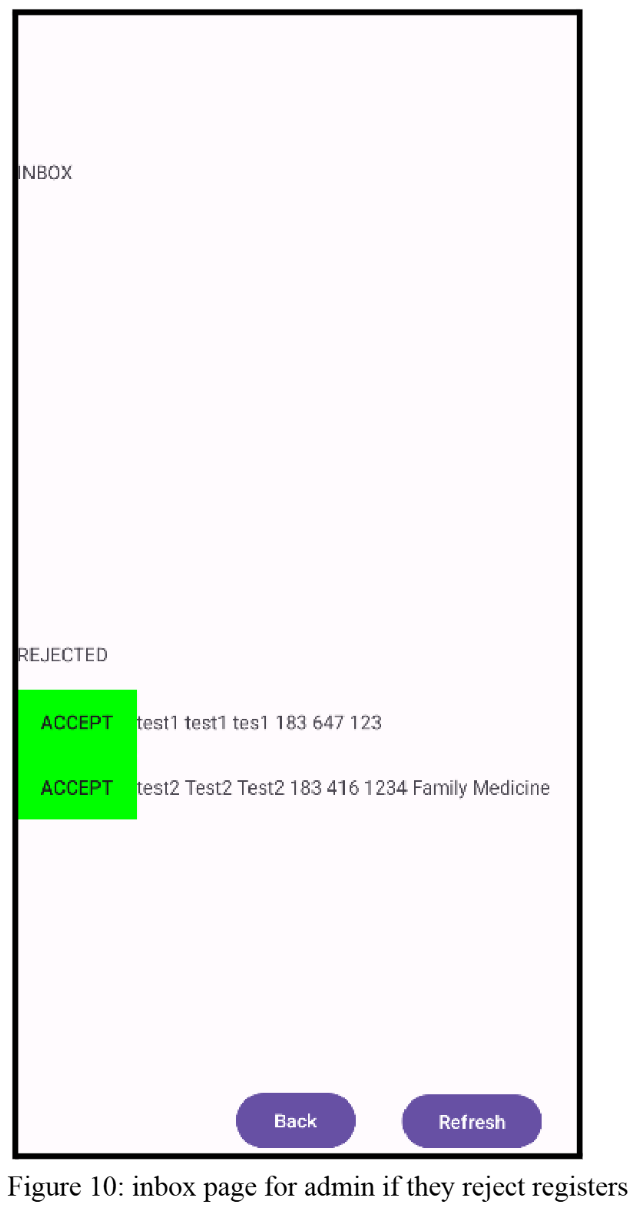 INBOX
REJECTED
ACCEPT test1 test1 tes1 183 647 123
ACCEPT test2 Test2 Test2 183 416 1234 Family Medicine
Back Refresh
Figure 10: inbox page for admin if they reject registers